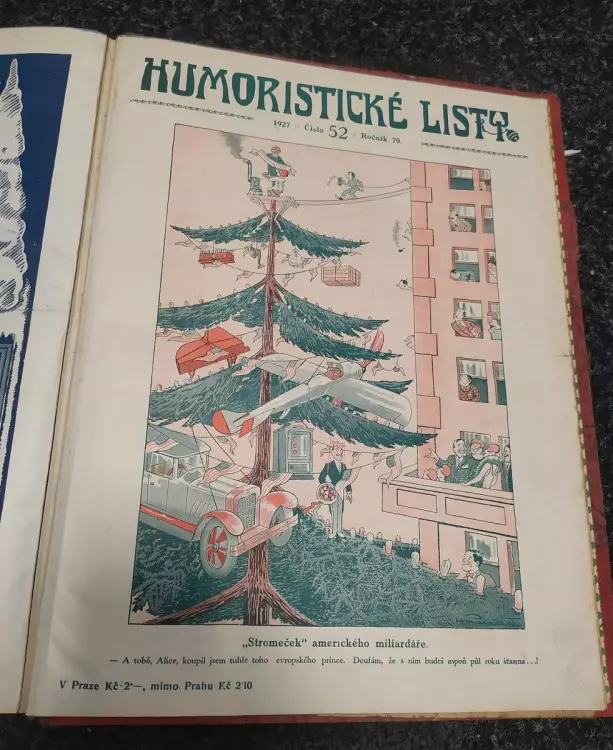 HUMORISTICKÉ LISTY
1927 Číslo 52 Ročník 70.
„Stromeček" amerického miliardáře.
— A tobě, Alice, koupil jsem tuhle toho evropského prince. Doufám, že s ním budeš aspoň půl roku šťastna...!
V Praze Kč 2·—, mimo Prahu Kč 2·10